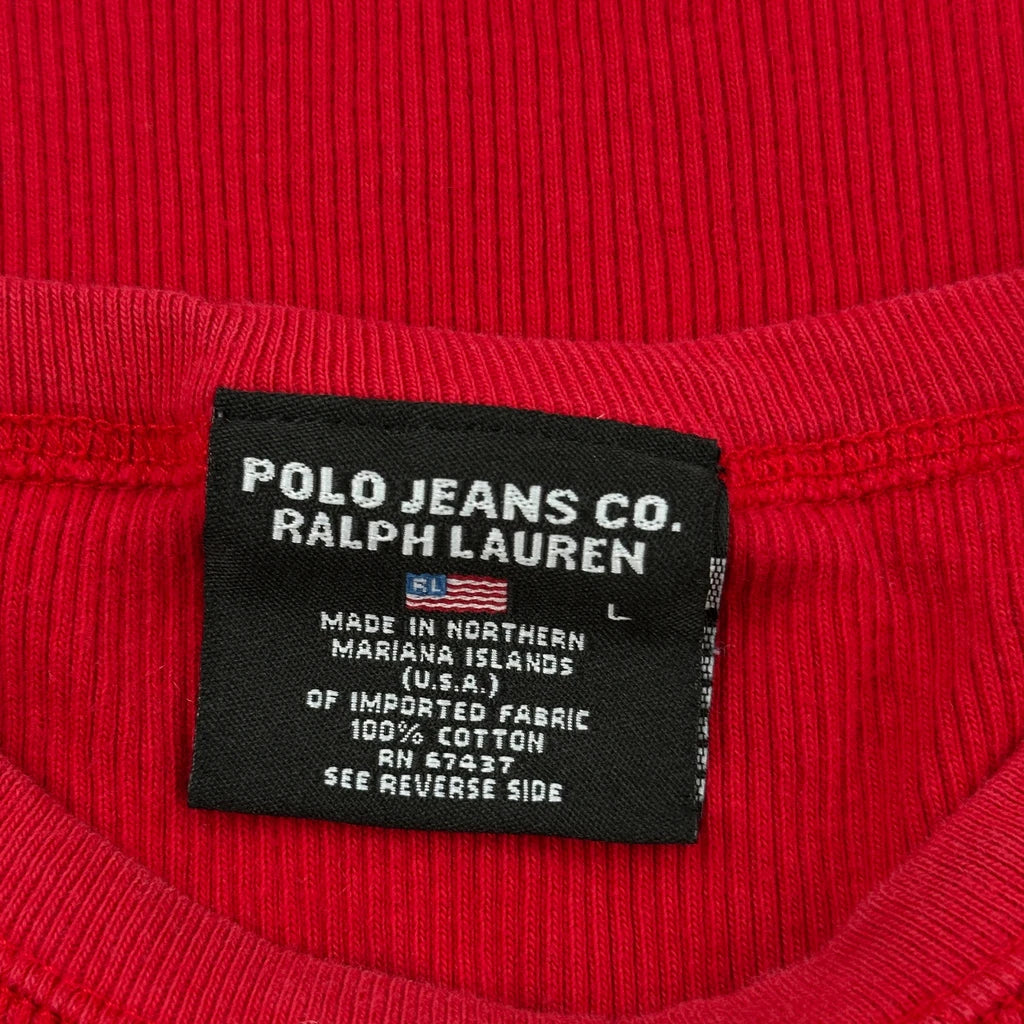 POLO JEANS CO.
RALPH LAUREN
RL
L
MADE IN NORTHERN
MARIANA ISLANDS
(U.S.A.)
OF IMPORTED FABRIC
100% COTTON
RN 67437
SEE REVERSE SIDE